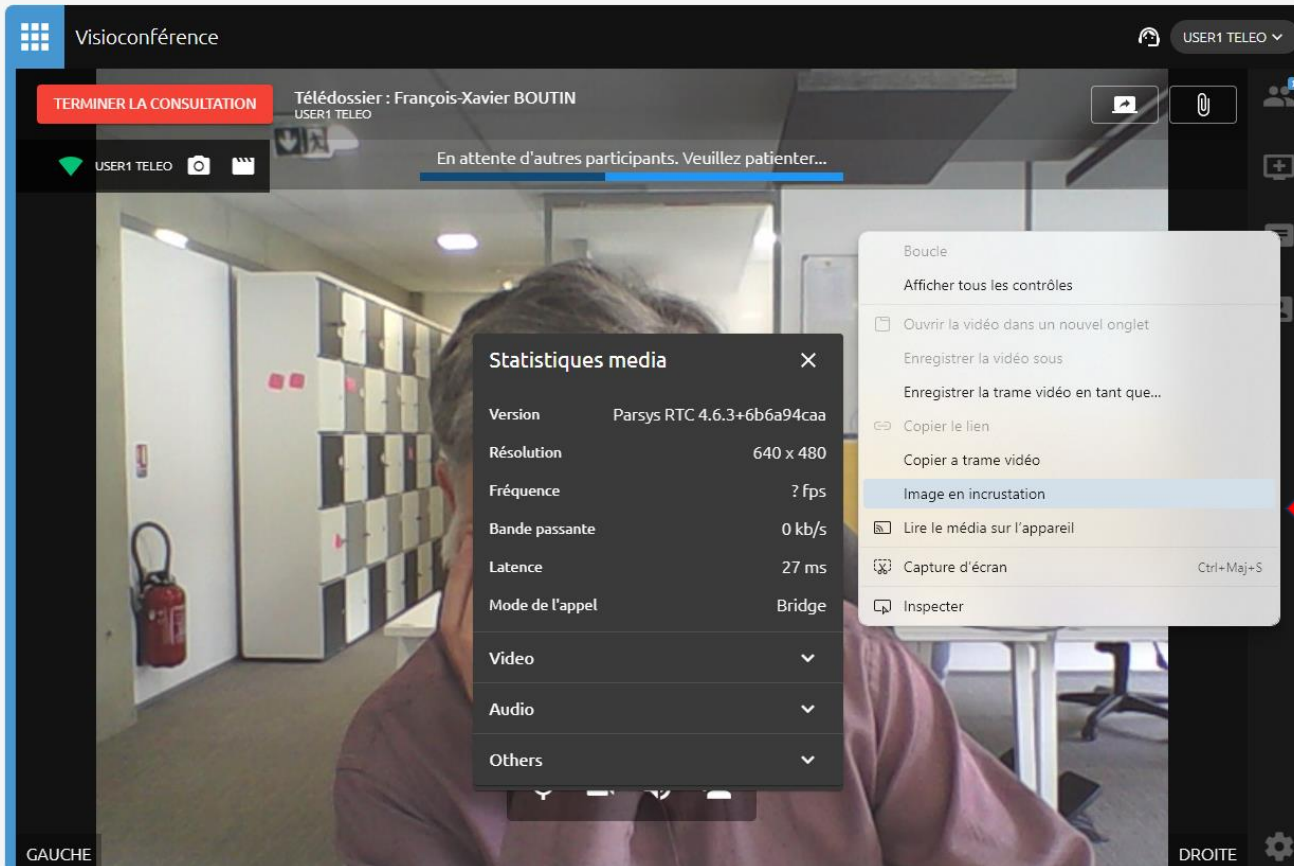 Visioconférence
USER1 TELEO
TERMINER LA CONSULTATION
Télédossier : François-Xavier BOUTIN
USER1 TELEO
USER1 TELEO
En attente d'autres participants. Veuillez patienter...
Boucle
Afficher tous les contrôles
Ouvrir la vidéo dans un nouvel onglet
Enregistrer la vidéo sous
Enregistrer la trame vidéo en tant que...
Copier le lien
Copier a trame vidéo
Image en incrustation
Lire le média sur l'appareil
Capture d'écran Ctrl+Maj+S
Inspecter
Statistiques media
Version Parsys RTC 4.6.3+6b6a94caa
Résolution 640 x 480
Fréquence ? fps
Bande passante 0 kb/s
Latence 27 ms
Mode de l'appel Bridge
Video
Audio
Others
GAUCHE
DROITE